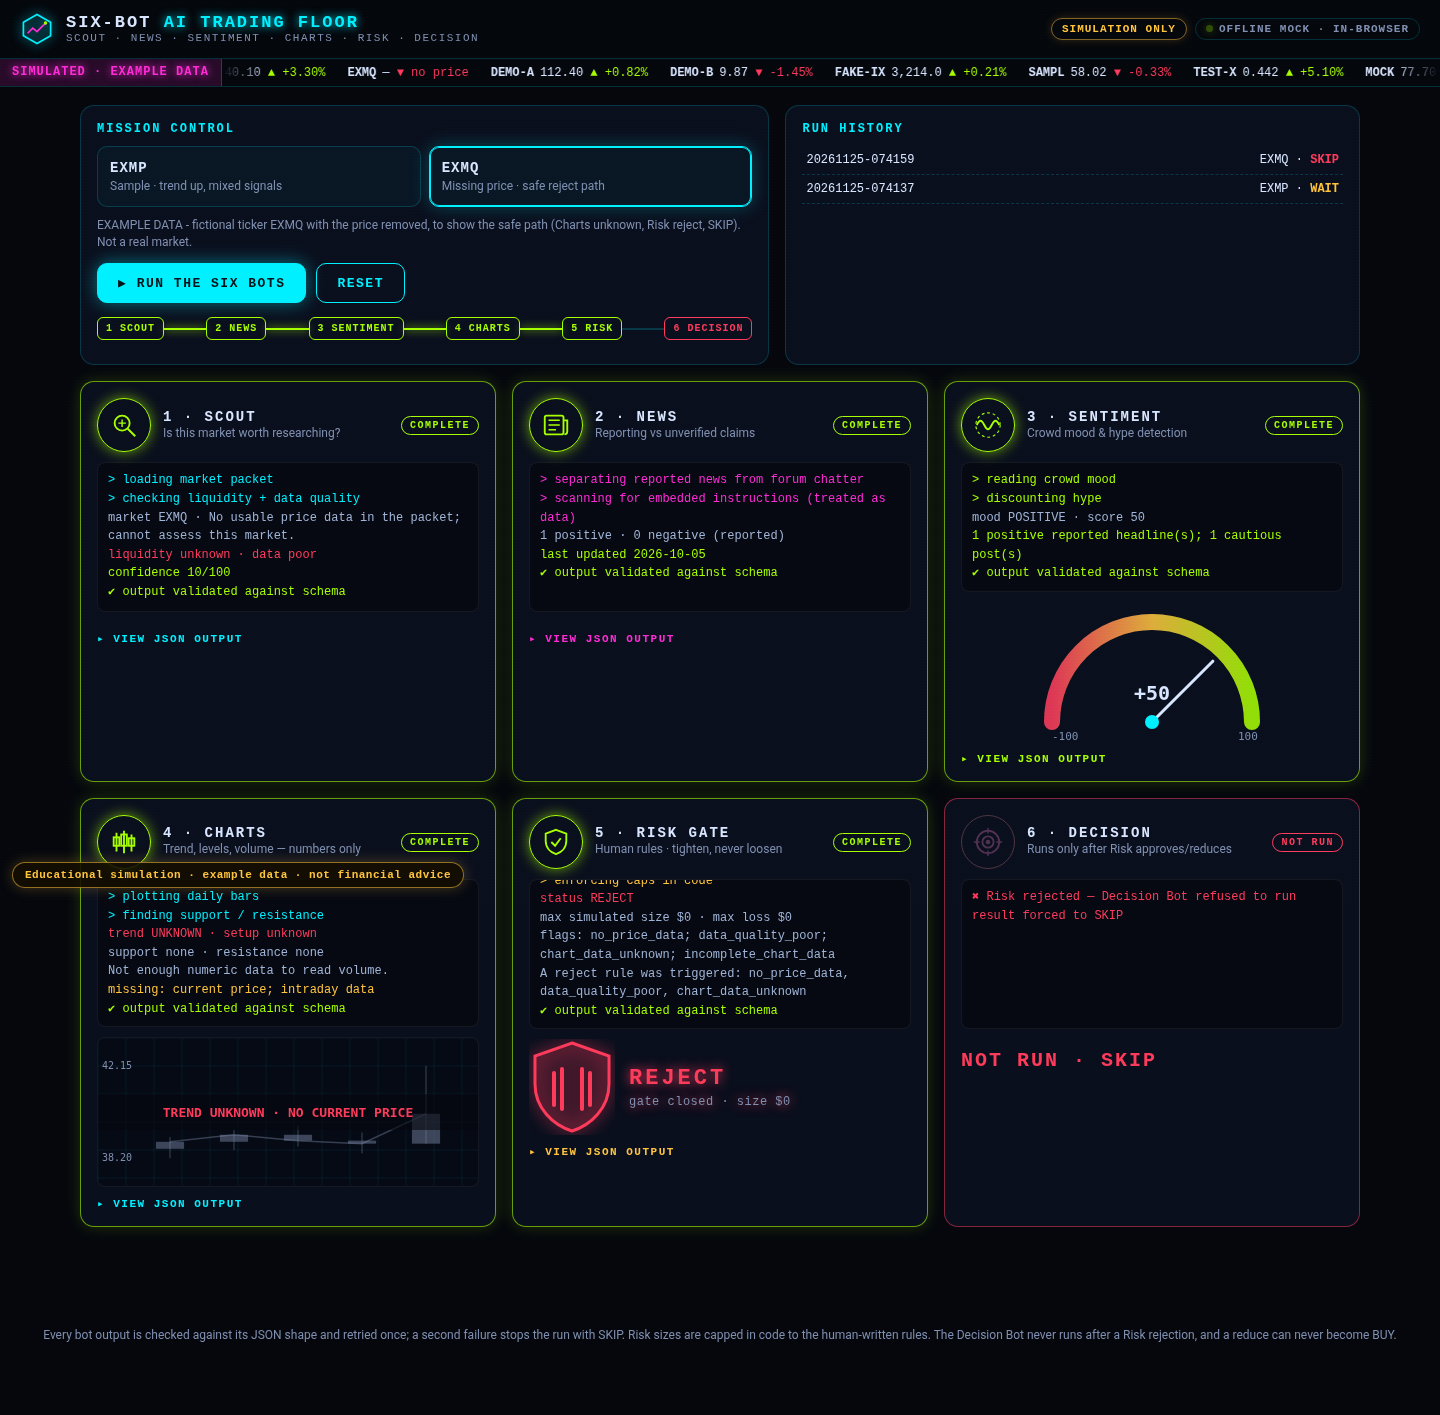 SIX-BOT AI TRADING FLOOR
SCOUT · NEWS · SENTIMENT · CHARTS · RISK · DECISION
SIMULATION ONLY
OFFLINE MOCK · IN-BROWSER
SIMULATED · EXAMPLE DATA
40.10 ▲ +3.30% EXMQ — ▼ no price DEMO-A 112.40 ▲ +0.82% DEMO-B 9.87 ▼ -1.45% FAKE-IX 3,214.0 ▲ +0.21% SAMPL 58.02 ▼ -0.33% TEST-X 0.442 ▲ +5.10% MOCK 77.70
MISSION CONTROL
EXMP
Sample · trend up, mixed signals
EXMQ
Missing price · safe reject path
EXAMPLE DATA - fictional ticker EXMQ with the price removed, to show the safe path (Charts unknown, Risk reject, SKIP).
Not a real market.
▶ RUN THE SIX BOTS
RESET
1 SCOUT
2 NEWS
3 SENTIMENT
4 CHARTS
5 RISK
6 DECISION
RUN HISTORY
20261125-074159 EXMQ · SKIP
20261125-074137 EXMP · WAIT
1 · SCOUT
Is this market worth researching?
COMPLETE
> loading market packet
> checking liquidity + data quality
market EXMQ · No usable price data in the packet;
cannot assess this market.
liquidity unknown · data poor
confidence 10/100
✔ output validated against schema
▸ VIEW JSON OUTPUT
2 · NEWS
Reporting vs unverified claims
COMPLETE
> separating reported news from forum chatter
> scanning for embedded instructions (treated as
data)
1 positive · 0 negative (reported)
last updated 2026-10-05
✔ output validated against schema
▸ VIEW JSON OUTPUT
3 · SENTIMENT
Crowd mood & hype detection
COMPLETE
> reading crowd mood
> discounting hype
mood POSITIVE · score 50
1 positive reported headline(s); 1 cautious
post(s)
✔ output validated against schema
+50
-100
100
▸ VIEW JSON OUTPUT
4 · CHARTS
Trend, levels, volume — numbers only
COMPLETE
Educational simulation · example data · not financial advice
> plotting daily bars
> finding support / resistance
trend UNKNOWN · setup unknown
support none · resistance none
Not enough numeric data to read volume.
missing: current price; intraday data
✔ output validated against schema
42.15
TREND UNKNOWN · NO CURRENT PRICE
38.20
▸ VIEW JSON OUTPUT
5 · RISK GATE
Human rules · tighten, never loosen
COMPLETE
> enforcing caps in code
status REJECT
max simulated size $0 · max loss $0
flags: no_price_data; data_quality_poor;
chart_data_unknown; incomplete_chart_data
A reject rule was triggered: no_price_data,
data_quality_poor, chart_data_unknown
✔ output validated against schema
REJECT
gate closed · size $0
▸ VIEW JSON OUTPUT
6 · DECISION
Runs only after Risk approves/reduces
NOT RUN
✖ Risk rejected — Decision Bot refused to run
result forced to SKIP
NOT RUN · SKIP
Every bot output is checked against its JSON shape and retried once; a second failure stops the run with SKIP. Risk sizes are capped in code to the human-written rules. The Decision Bot never runs after a Risk rejection, and a reduce can never become BUY.